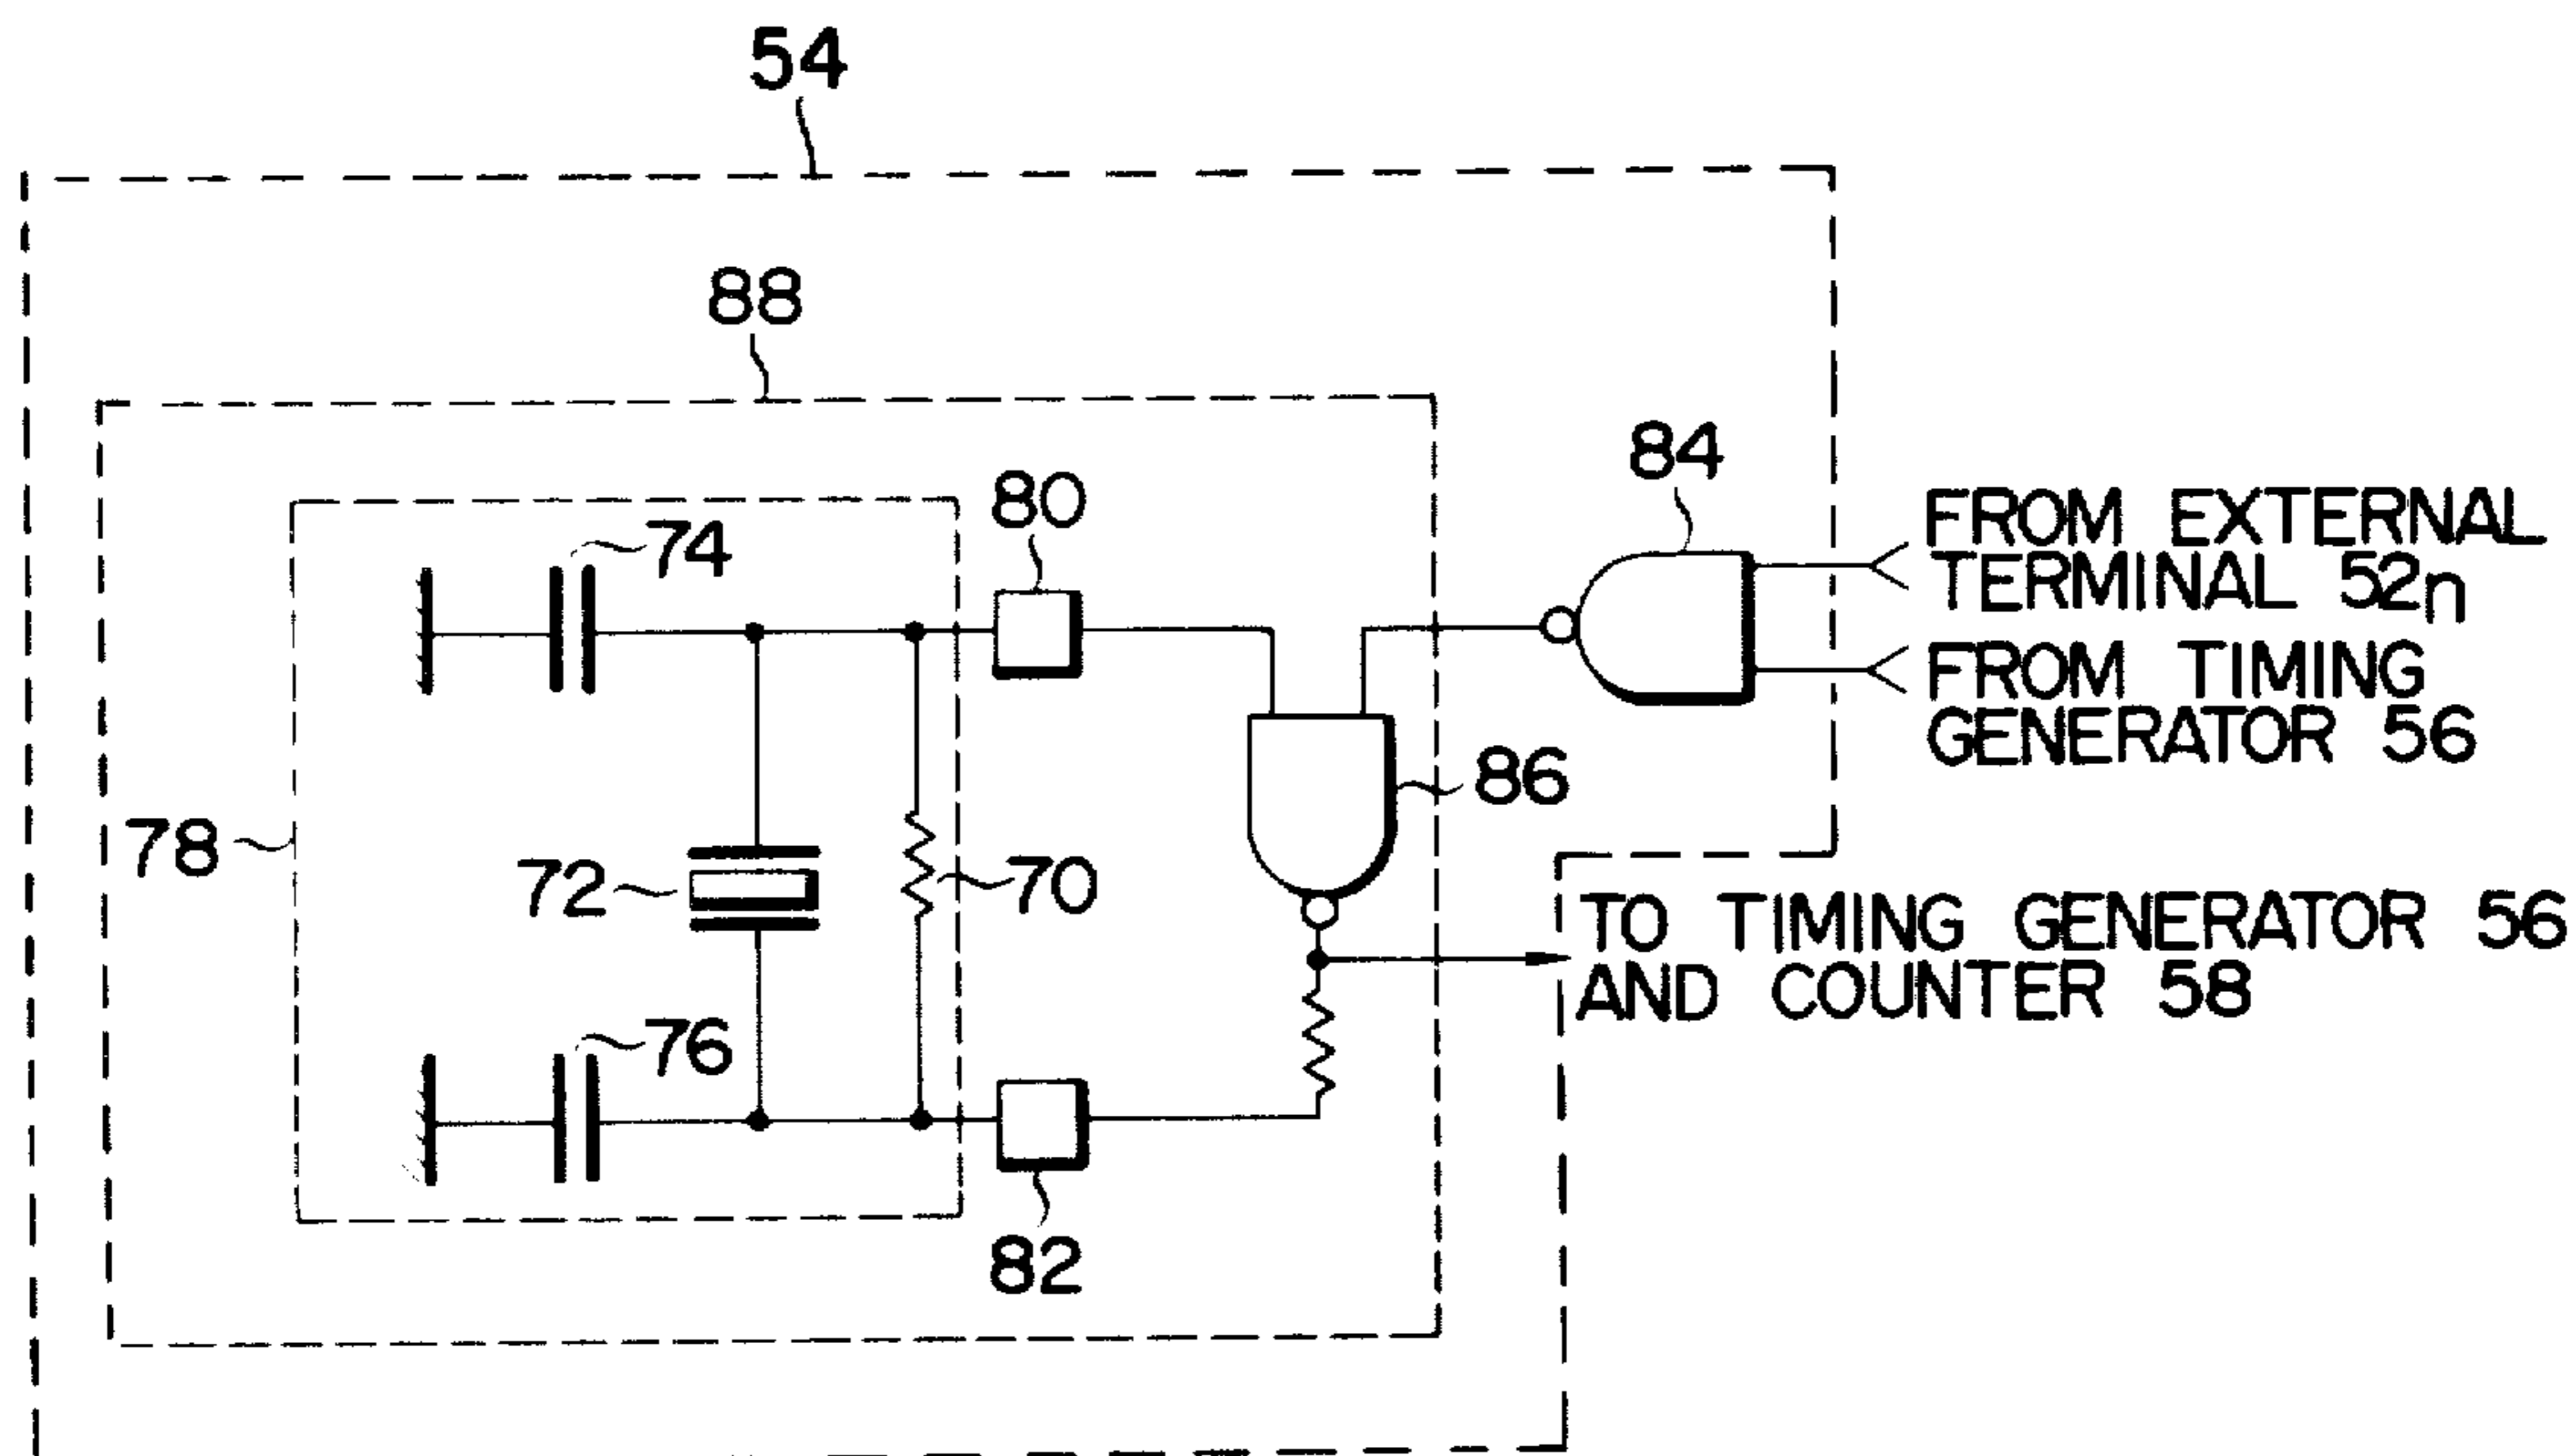 54
88
84
80
74
FROM EXTERNAL
TERMINAL 52n
FROM TIMING
GENERATOR 56
86
78
72
70
TO TIMING GENERATOR 56
AND COUNTER 58
76
82